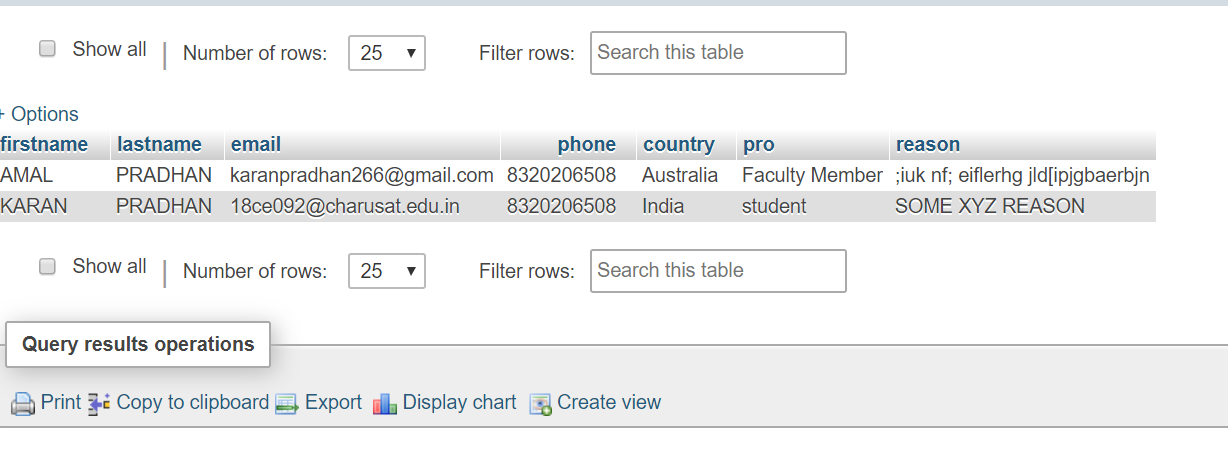 Show all | Number of rows: 25 Filter rows: Search this table
+ Options
firstname lastname email phone country pro reason
AMAL PRADHAN karanpradhan266@gmail.com 8320206508 Australia Faculty Member ;iuk nf; eiflerhg jld[ipjgbaerbjn
KARAN PRADHAN 18ce092@charusat.edu.in 8320206508 India student SOME XYZ REASON
Show all | Number of rows: 25 Filter rows: Search this table
Query results operations
Print Copy to clipboard Export Display chart Create view